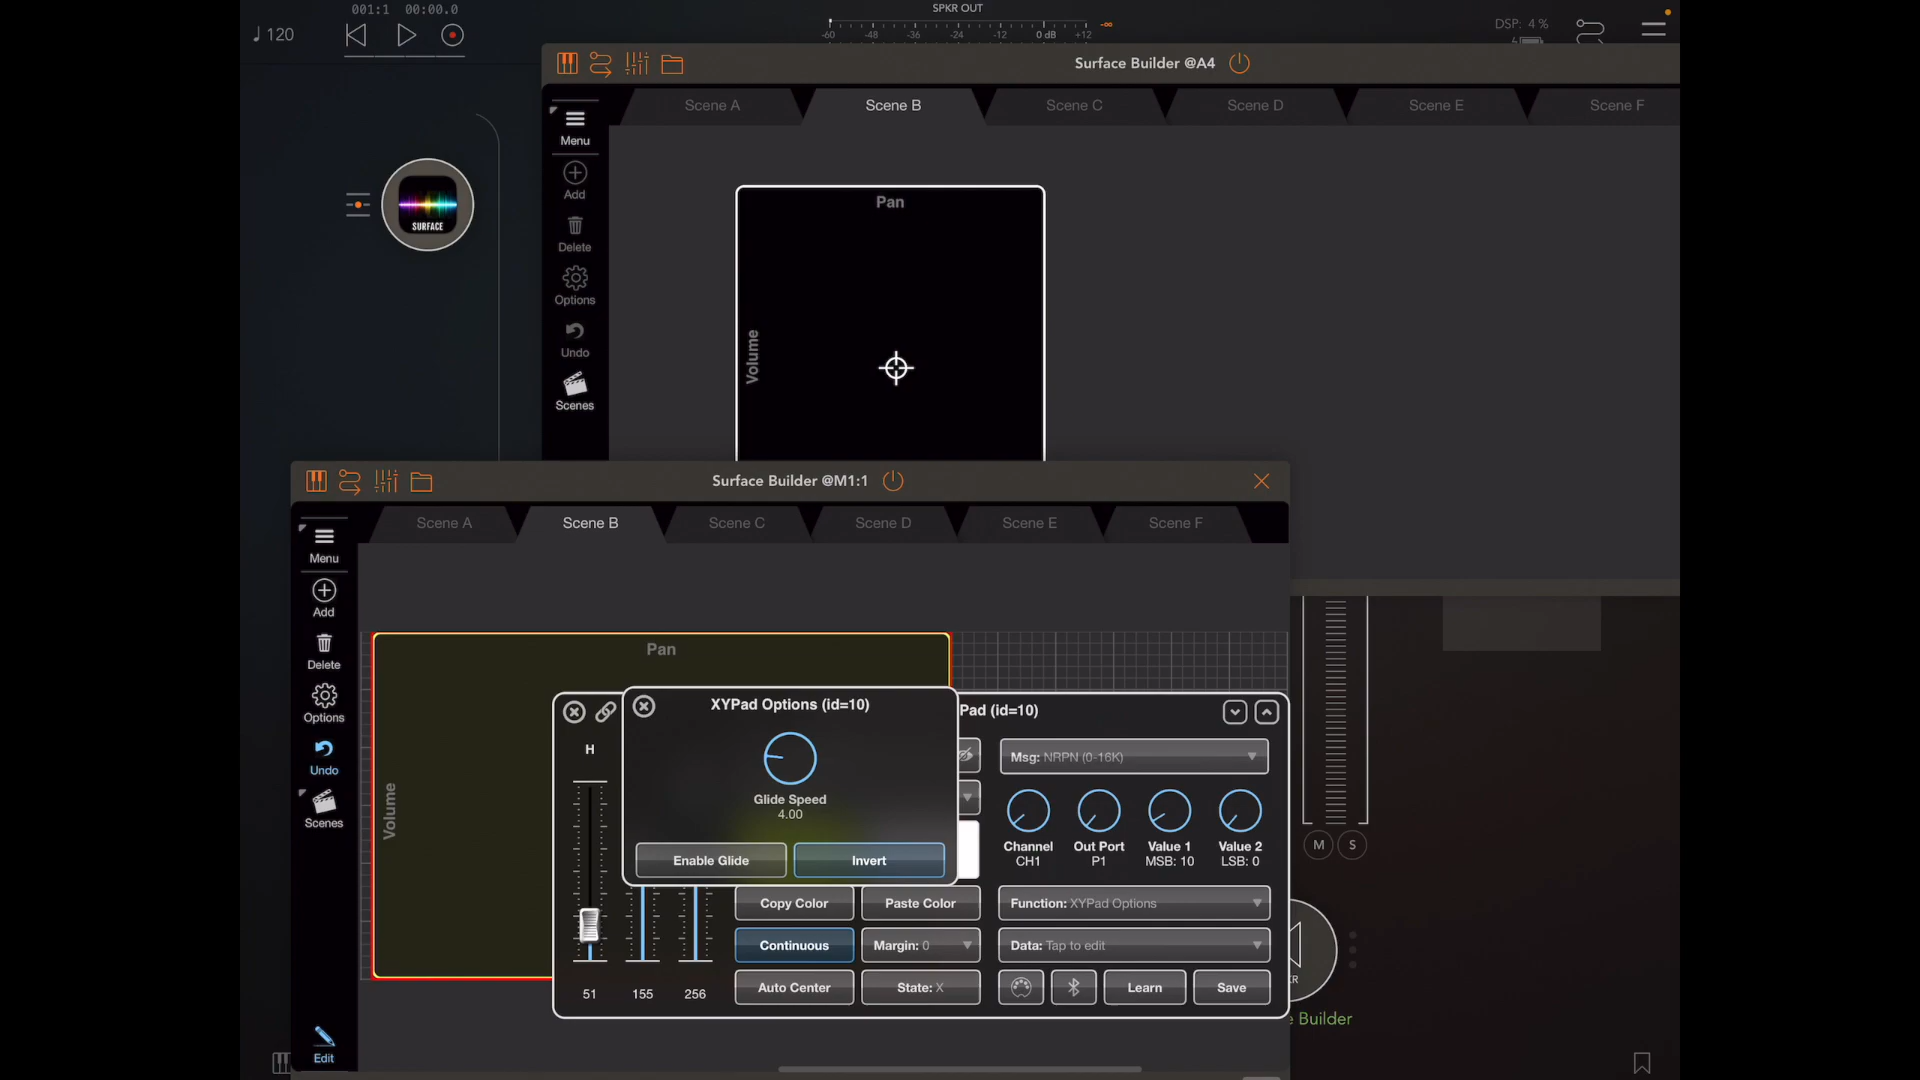 001:1 00:00.0
♩ 120
SPKR OUT
-60 -48 -36 -24 -12 0 dB +12
-∞
DSP: 4 %
Surface Builder @A4
Scene A
Scene B
Scene C
Scene D
Scene E
Scene F
Menu
Add
Delete
Options
Undo
Scenes
Pan
Volume
SURFACE
Surface Builder @M1:1
Scene A
Scene B
Scene C
Scene D
Scene E
Scene F
Menu
Add
Delete
Options
Undo
Scenes
Edit
Pan
Volume
XYPad Options (id=10)
Glide Speed
4.00
Enable Glide
Invert
Pad (id=10)
H
51
155
256
Msg: NRPN (0-16K)
Channel
CH1
Out Port
P1
Value 1
MSB: 10
Value 2
LSB: 0
Copy Color
Paste Color
Function: XYPad Options
Continuous
Margin: 0
Data: Tap to edit
Auto Center
State: X
Learn
Save
M
S
e Builder